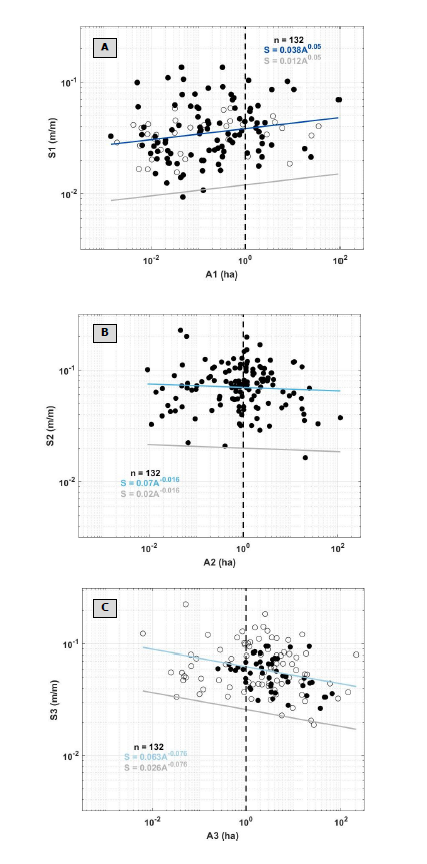 A
n = 132
S = 0.038A^0.05
S = 0.012A^0.05
10^-1
10^-2
S1 (m/m)
10^-2 10^0 10^2
A1 (ha)
B
10^-1
10^-2
S2 (m/m)
n = 132
S = 0.07A^-0.016
S = 0.02A^-0.016
10^-2 10^0 10^2
A2 (ha)
C
10^-1
10^-2
S3 (m/m)
n = 132
S = 0.063A^-0.076
S = 0.026A^-0.076
10^-2 10^0 10^2
A3 (ha)